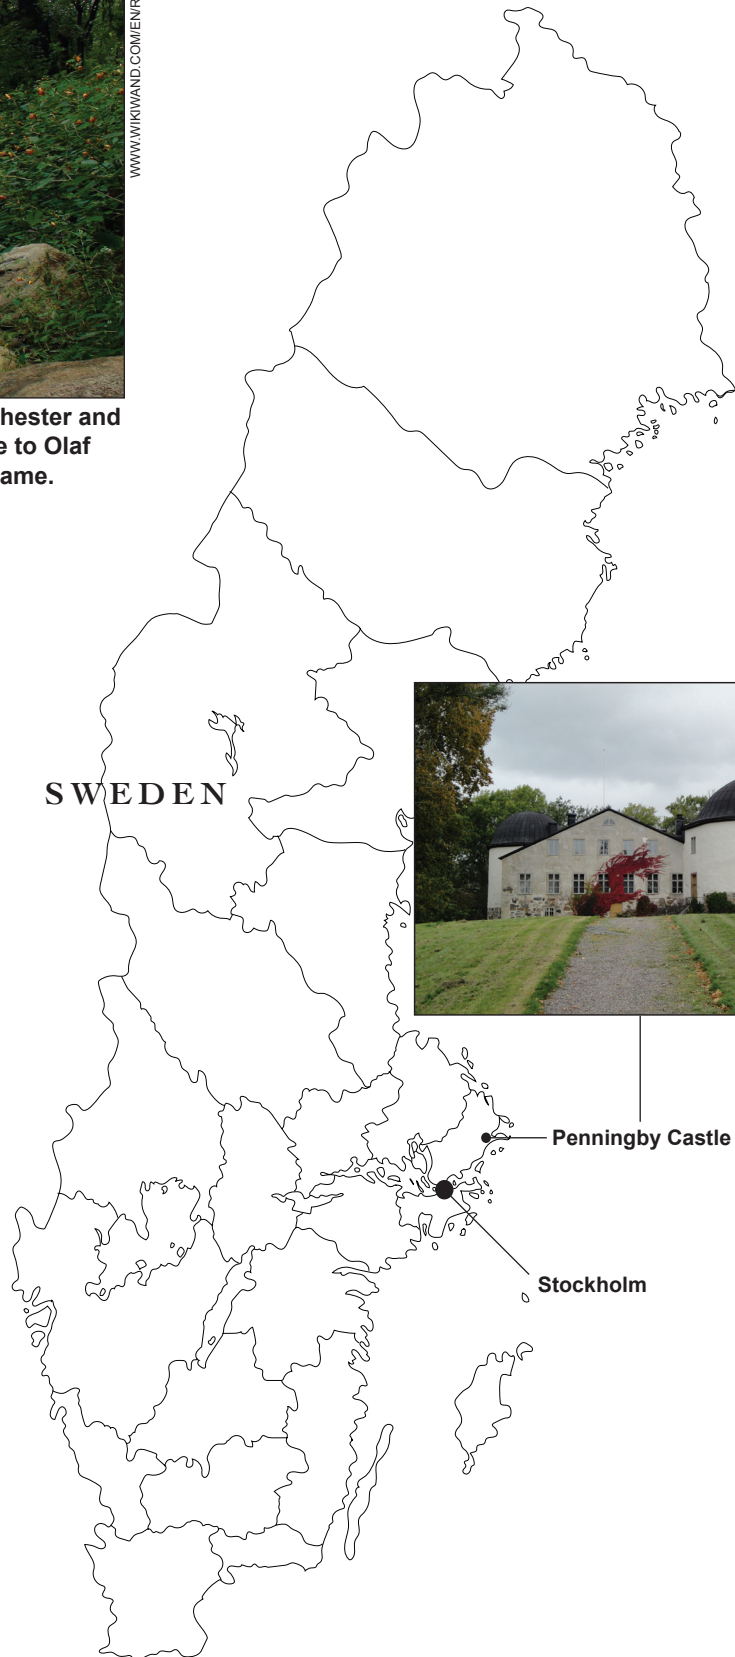 WWW.WIKIWAND.COM/EN/R
hester and
e to Olaf
ame.
SWEDEN
Penningby Castle
Stockholm